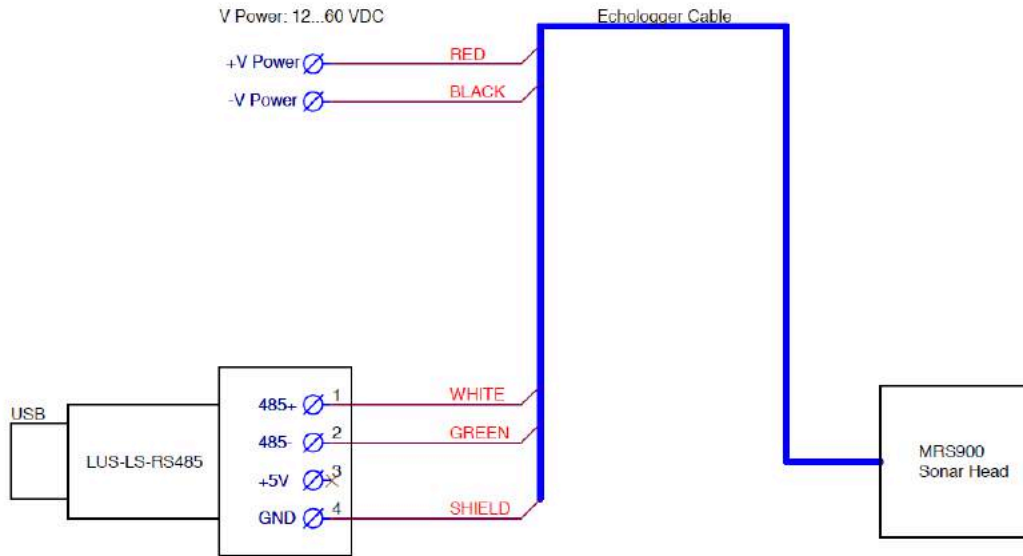 V Power: 12...60 VDC
Echologger Cable
+V Power
RED
-V Power
BLACK
USB
LUS-LS-RS485
485+
1
WHITE
485-
2
GREEN
+5V
3
GND
4
SHIELD
MRS900
Sonar Head